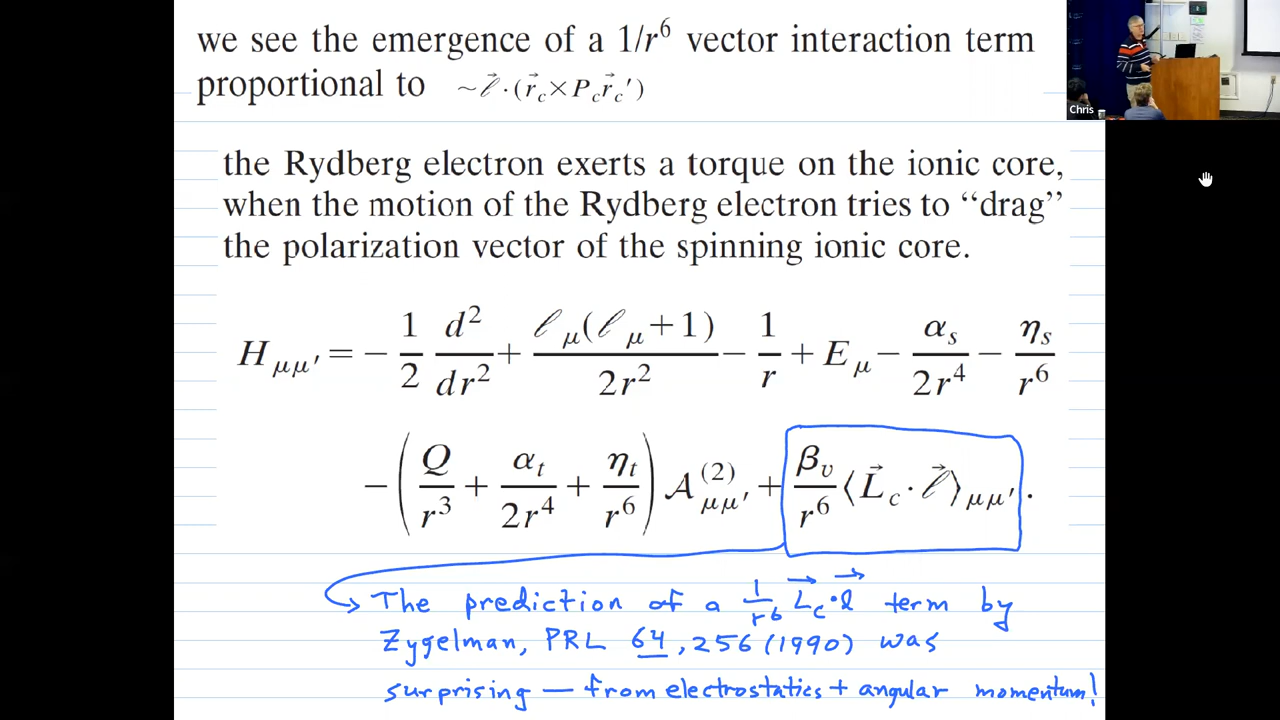 we see the emergence of a 1/r⁶ vector interaction term
proportional to ~ℓ⃗·(r⃗_c×P_c r⃗_c′)
Chris
the Rydberg electron exerts a torque on the ionic core,
when the motion of the Rydberg electron tries to “drag”
the polarization vector of the spinning ionic core.
H_μμ′ = − 1/2 d²/dr² + ℓ_μ(ℓ_μ+1)/2r² − 1/r + E_μ − α_s/2r⁴ − η_s/r⁶
− (Q/r³ + α_t/2r⁴ + η_t/r⁶) 𝒜^(2)_μμ′ + β_v/r⁶ ⟨L⃗_c·ℓ⃗⟩_μμ′.
The prediction of a 1/r⁶ L⃗_c·ℓ⃗ term by
Zygelman, PRL 64, 256 (1990) was
surprising — from electrostatics + angular momentum!